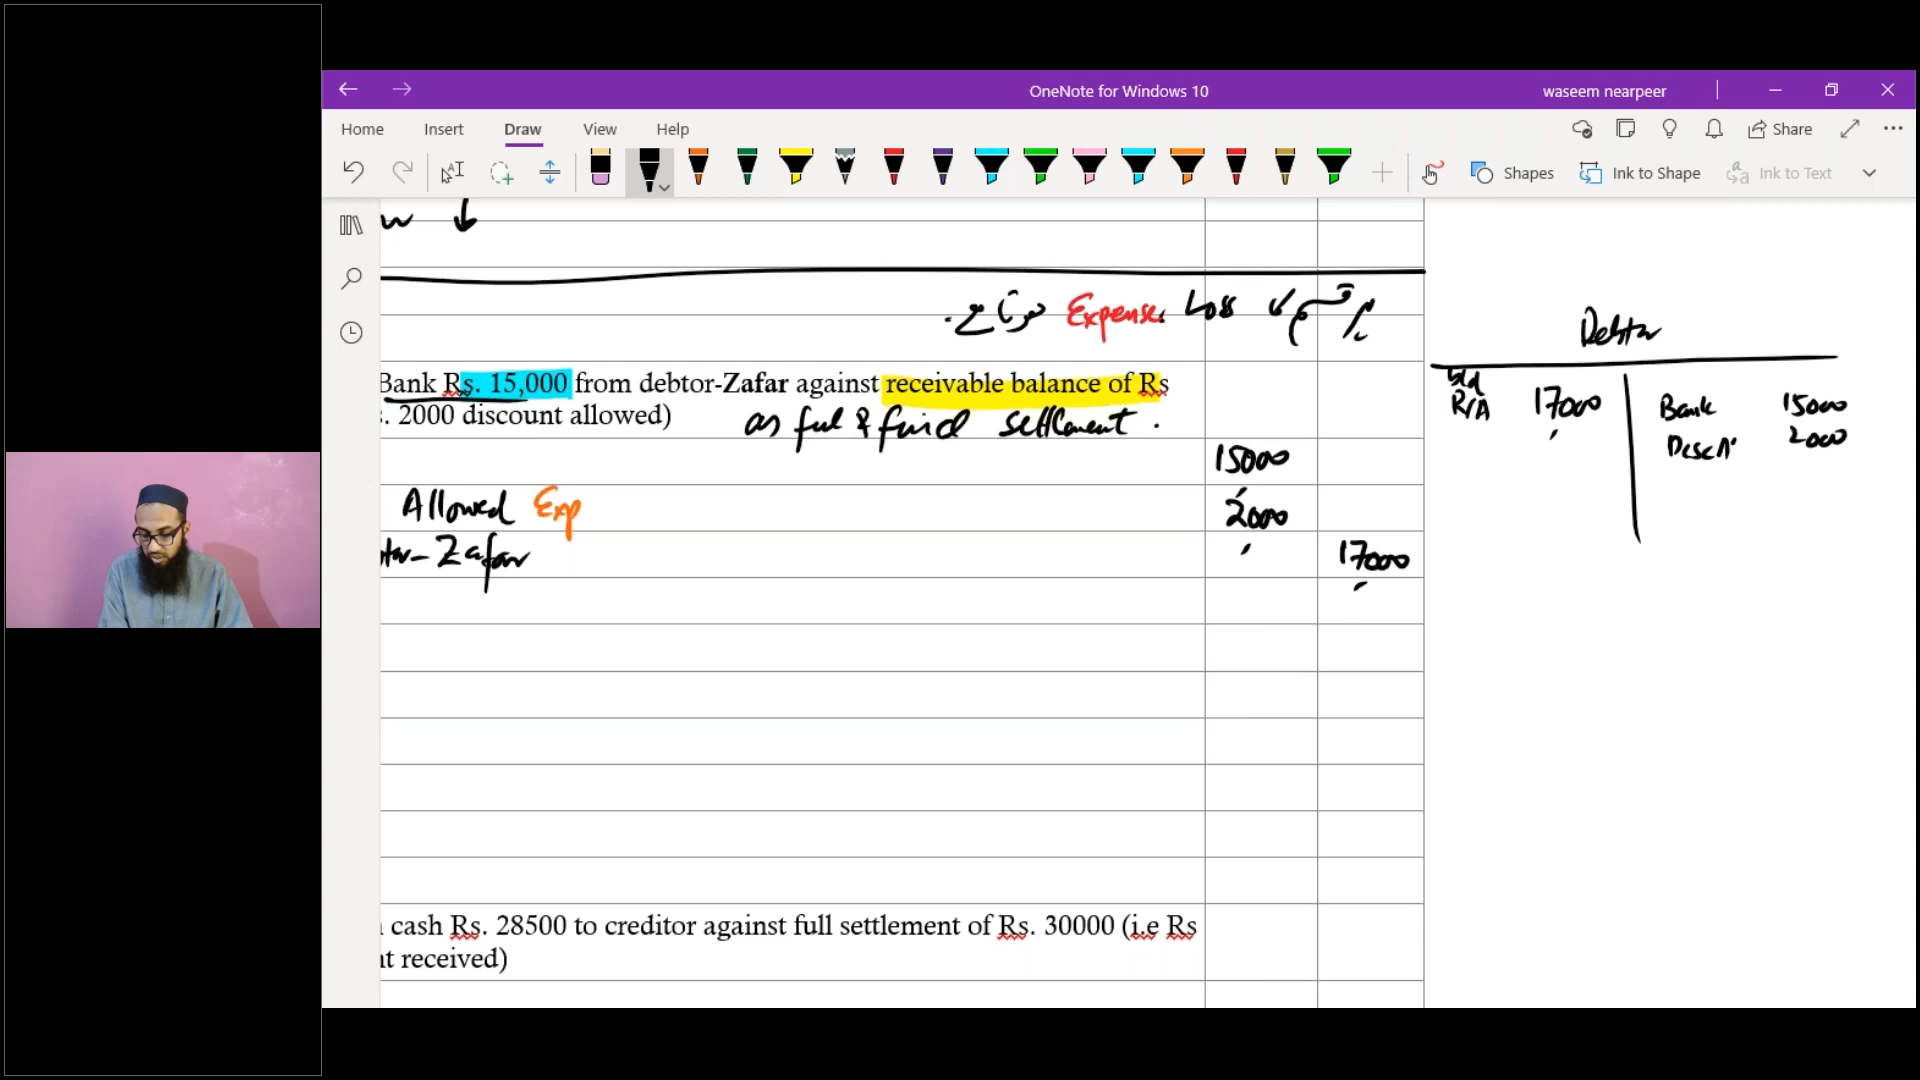 OneNote for Windows 10
waseem nearpeer
Home Insert Draw View Help
Share
Shapes Ink to Shape Ink to Text
Expense. Loss
Bank Rs. 15,000 from debtor-Zafar against receivable balance of Rs
. 2000 discount allowed)
as full & final settlement.
15000
Allowed Exp 2000
Zafar 17000
cash Rs. 28500 to creditor against full settlement of Rs. 30000 (i.e Rs
nt received)
Debtor
Bld
R/A 17000 Bank 15000
2000